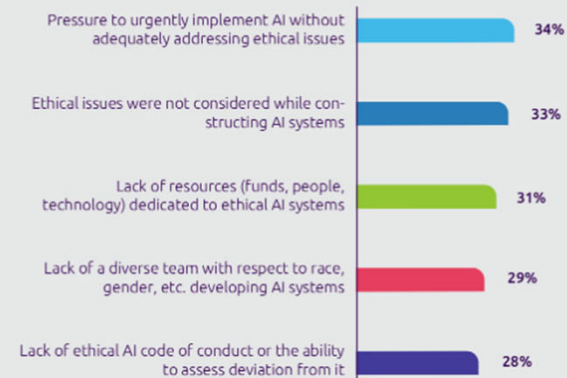 Pressure to urgently implement AI without
adequately addressing ethical issues
34%
Ethical issues were not considered while con-
structing AI systems
33%
Lack of resources (funds, people,
technology) dedicated to ethical AI systems
31%
Lack of a diverse team with respect to race,
gender, etc. developing AI systems
29%
Lack of ethical AI code of conduct or the ability
to assess deviation from it
28%